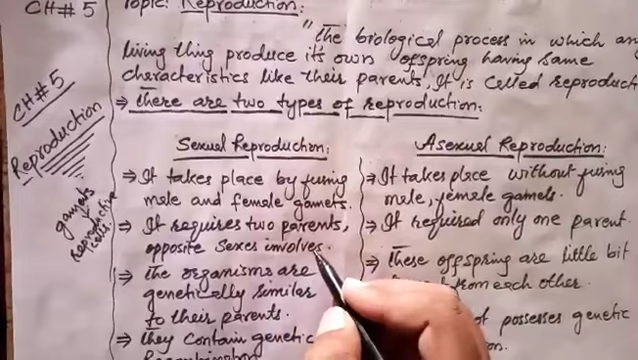 CH# 5
Topic: Reproduction:
"The biological process in which an
living thing produce its own offspring having same
characteristics like their parents, It is called reproduct
⇒ There are two types of reproduction:
CH# 5
Reproduction
gamets
Reproductive
cells.
Sexual Reproduction:
⇒ It takes place by fusing
male and female gamets.
⇒ It requires two parents,
opposite sexes involves.
⇒ The organisms are
genetically similar
to their parents.
⇒ They contain genetic
Recombination
Asexual Reproduction:
⇒ It takes place without fusing
male, female gamets.
⇒ It required only one parent.
⇒ These offspring are little bit
from each other.
possesses genetic